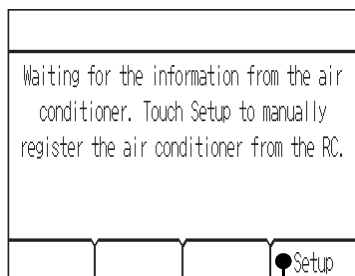 Waiting for the information from the air
conditioner. Touch Setup to manually
register the air conditioner from the RC.
Setup